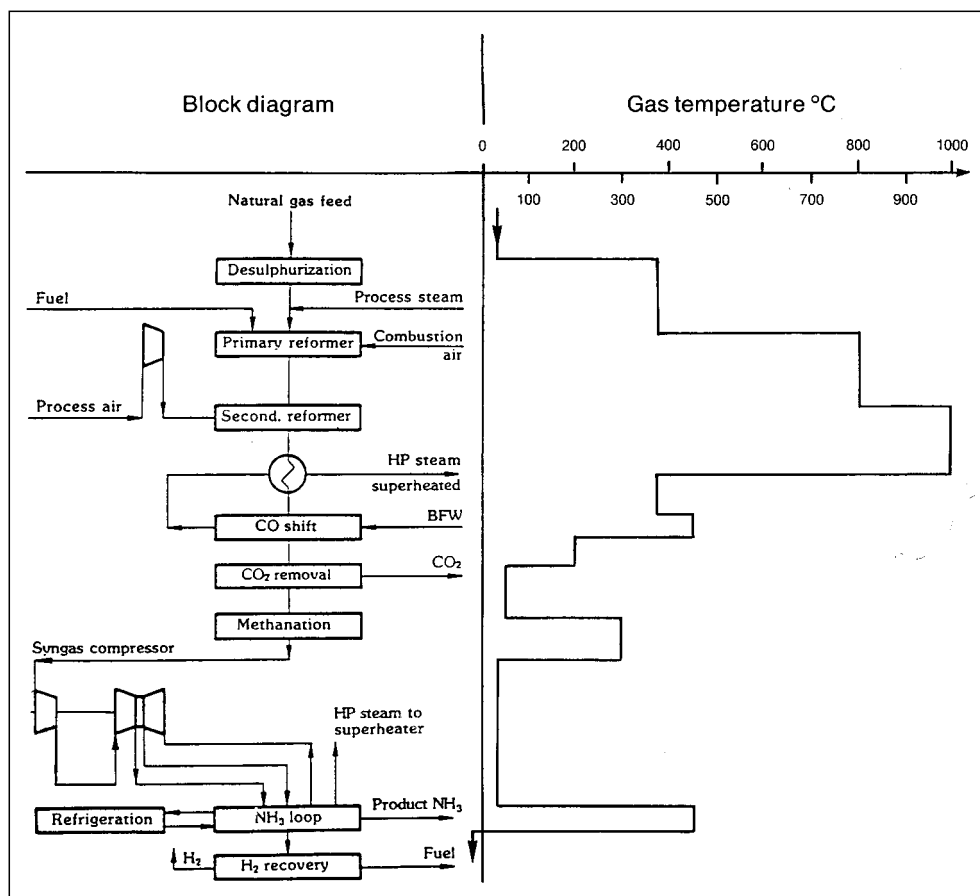 Block diagram
Gas temperature °C
0 200 400 600 800 1000
100 300 500 700 900
Natural gas feed
Desulphurization
Fuel
Process steam
Primary reformer
Combustion
air
Process air
Second. reformer
HP steam
superheated
CO shift
BFW
CO₂ removal
CO₂
Methanation
Syngas compressor
HP steam to
superheater
Refrigeration
NH₃ loop
Product NH₃
H₂
H₂ recovery
Fuel